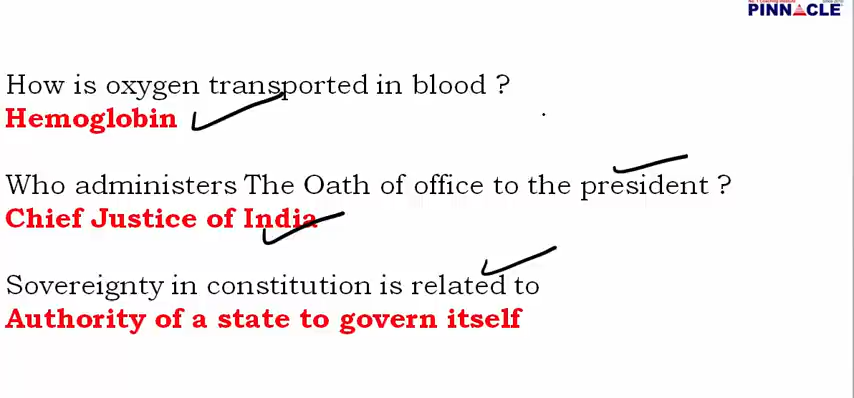 PINNACLE
How is oxygen transported in blood ?
Hemoglobin
Who administers The Oath of office to the president ?
Chief Justice of India
Sovereignty in constitution is related to
Authority of a state to govern itself